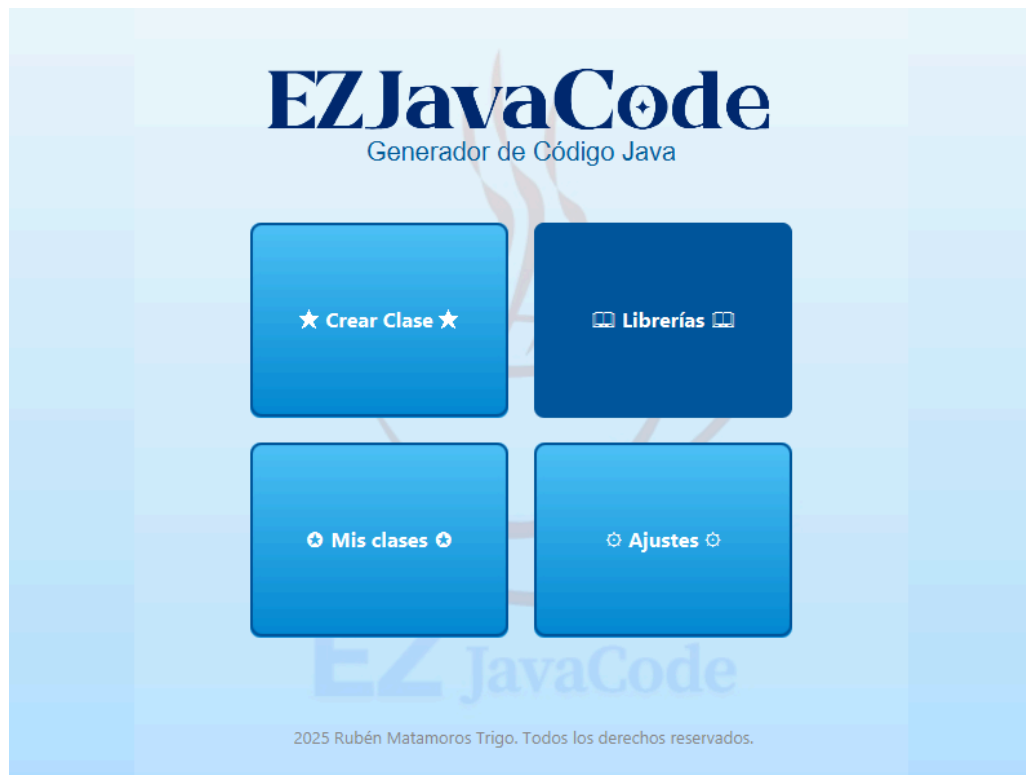 EZJavaCode
Generador de Código Java
★ Crear Clase ★
🕮 Librerías 🕮
✪ Mis clases ✪
⚙ Ajustes ⚙
EZ JavaCode
2025 Rubén Matamoros Trigo. Todos los derechos reservados.